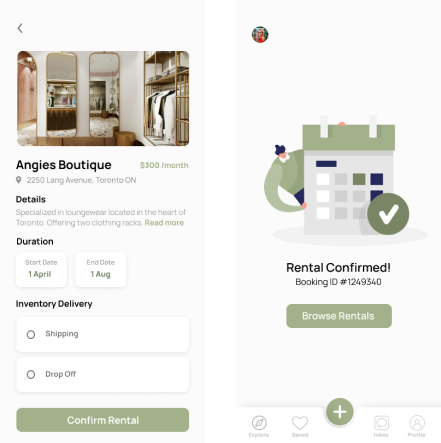 Angies Boutique
$300 /month
2250 Lang Avenue, Toronto ON
Details
Specialized in loungewear located in the heart of
Toronto. Offering two clothing racks. Read more
Duration
Start Date
1 April
End Date
1 Aug
Inventory Delivery
Shipping
Drop Off
Confirm Rental
Rental Confirmed!
Booking ID #1249340
Browse Rentals
Explore
Saved
Inbox
Profile